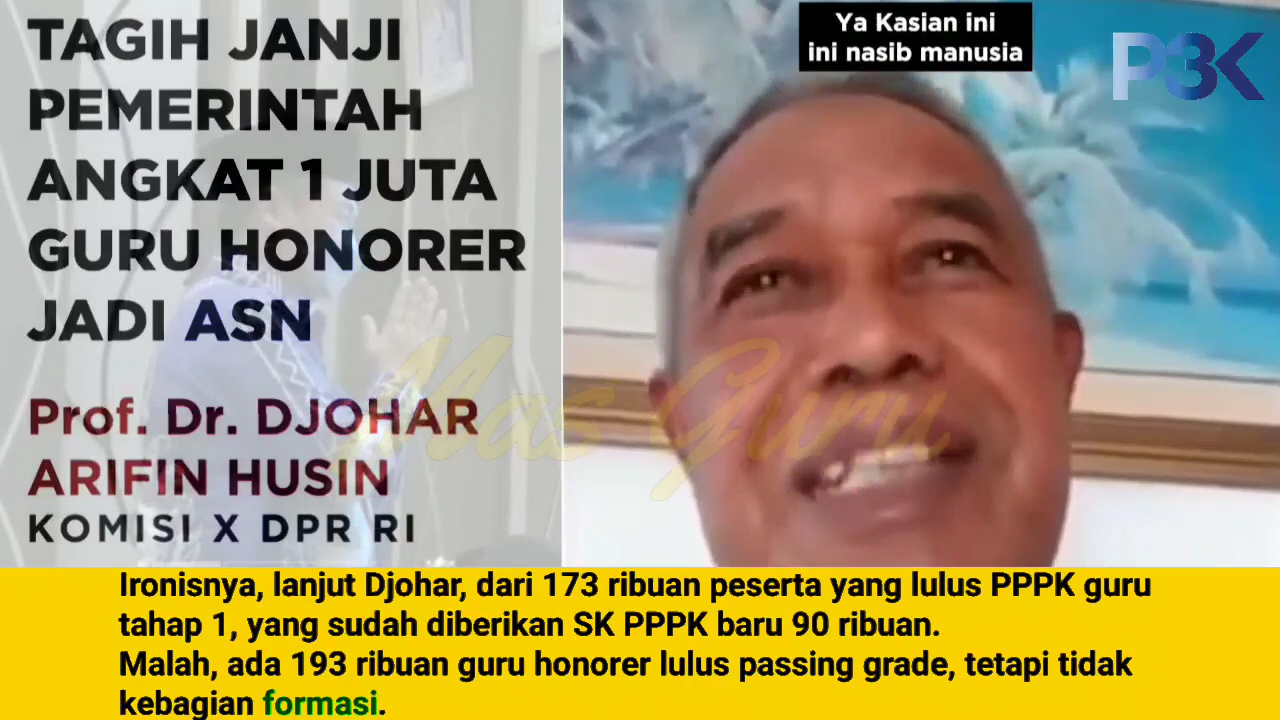 TAGIH JANJI
PEMERINTAH
ANGKAT 1 JUTA
GURU HONORER
JADI ASN
Prof. Dr. DJOHAR
ARIFIN HUSIN
KOMISI X DPR RI
Ya Kasian ini
ini nasib manusia
P3K
Mas Guru
Ironisnya, lanjut Djohar, dari 173 ribuan peserta yang lulus PPPK guru
tahap 1, yang sudah diberikan SK PPPK baru 90 ribuan.
Malah, ada 193 ribuan guru honorer lulus passing grade, tetapi tidak
kebagian formasi.